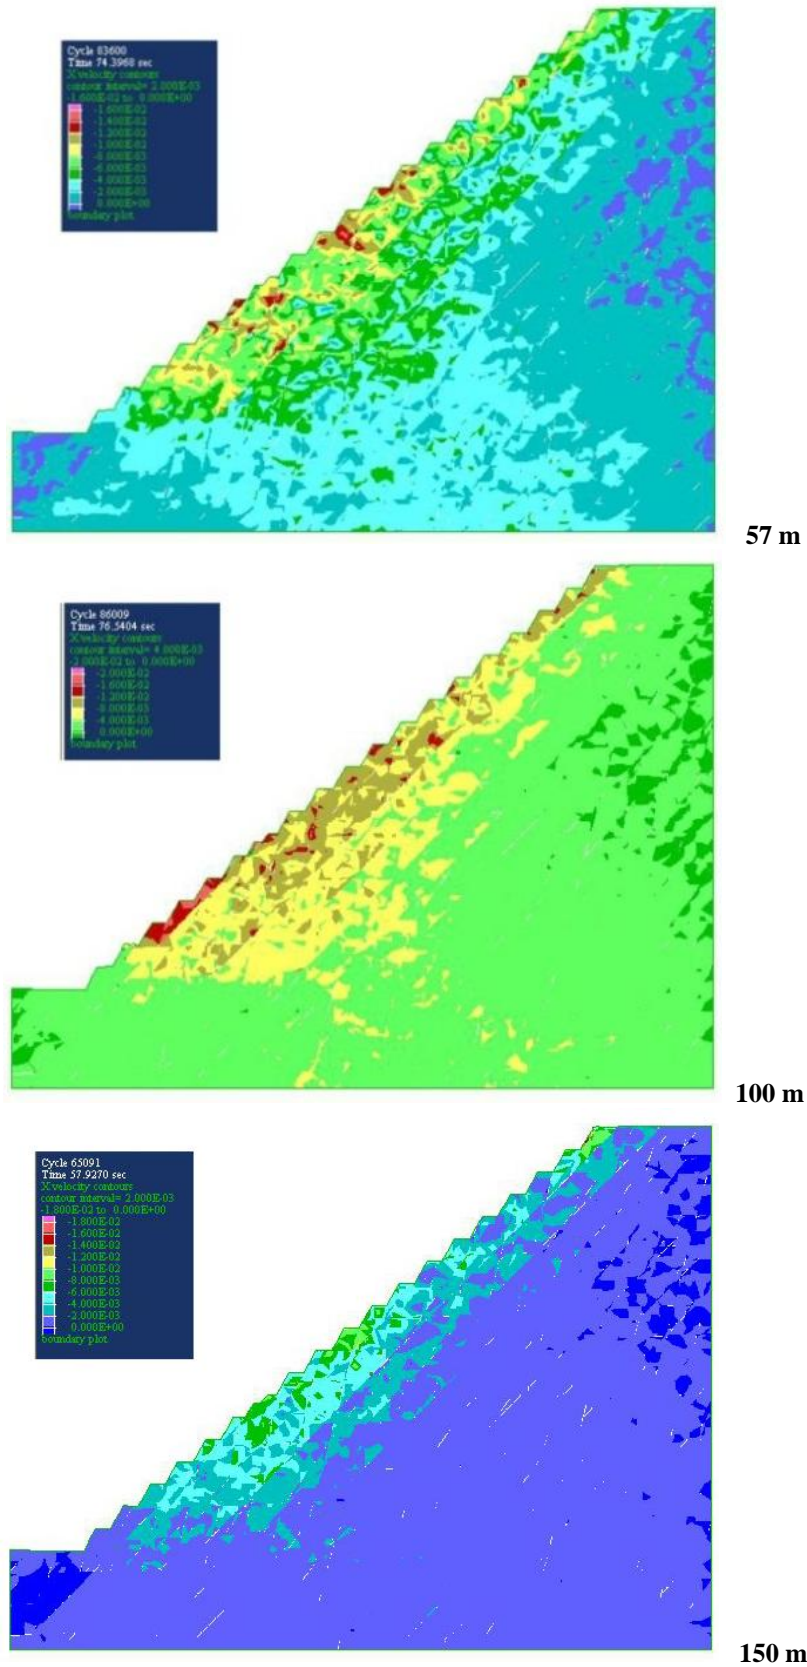 Cycle 83600
Time 74.3968 sec
X velocity contours
contour interval= 2.000E-03
-1.600E-02 to 0.000E+00
-1.600E-02
-1.400E-02
-1.200E-02
-1.000E-02
-8.000E-03
-6.000E-03
-4.000E-03
-2.000E-03
0.000E+00
boundary plot
57 m
Cycle 86009
Time 76.5404 sec
X velocity contours
contour interval= 4.000E-03
-2.000E-02 to 0.000E+00
-2.000E-02
-1.600E-02
-1.200E-02
-8.000E-03
-4.000E-03
0.000E+00
boundary plot
100 m
Cycle 65091
Time 57.9270 sec
X velocity contours
contour interval= 2.000E-03
-1.800E-02 to 0.000E+00
-1.800E-02
-1.600E-02
-1.400E-02
-1.200E-02
-1.000E-02
-8.000E-03
-6.000E-03
-4.000E-03
-2.000E-03
0.000E+00
boundary plot
150 m